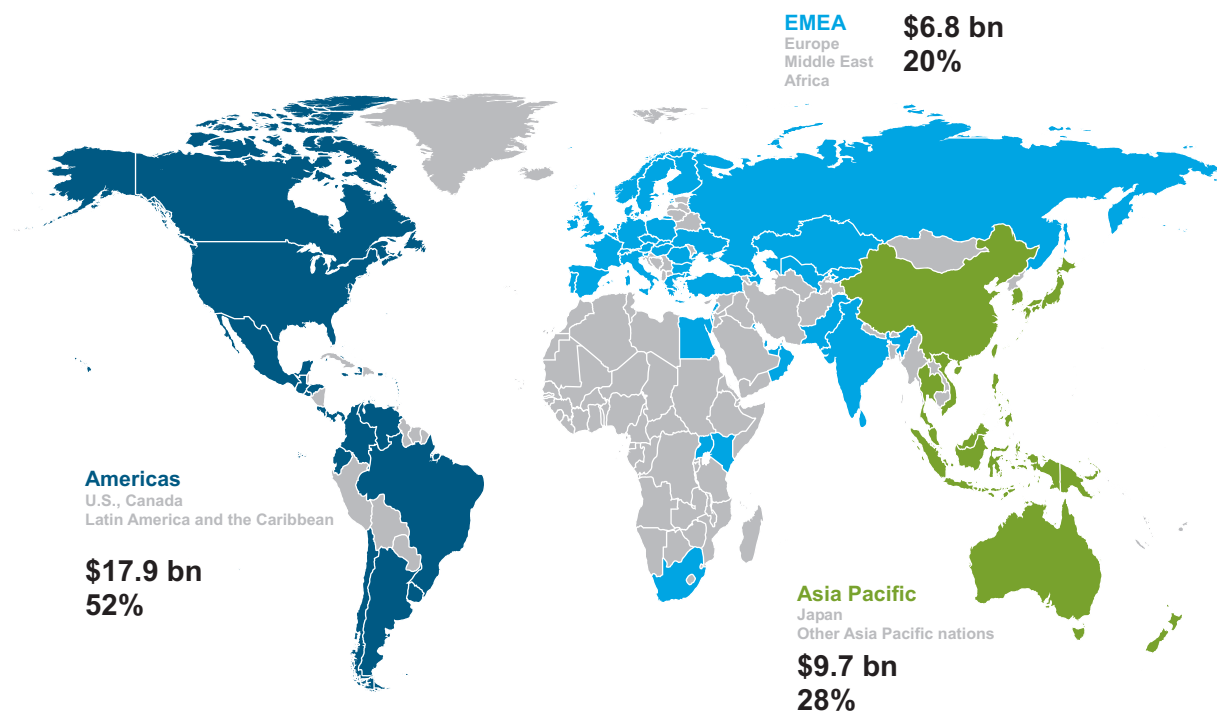 EMEA
Europe
Middle East
Africa
$6.8 bn
20%
Americas
U.S., Canada
Latin America and the Caribbean
$17.9 bn
52%
Asia Pacific
Japan
Other Asia Pacific nations
$9.7 bn
28%